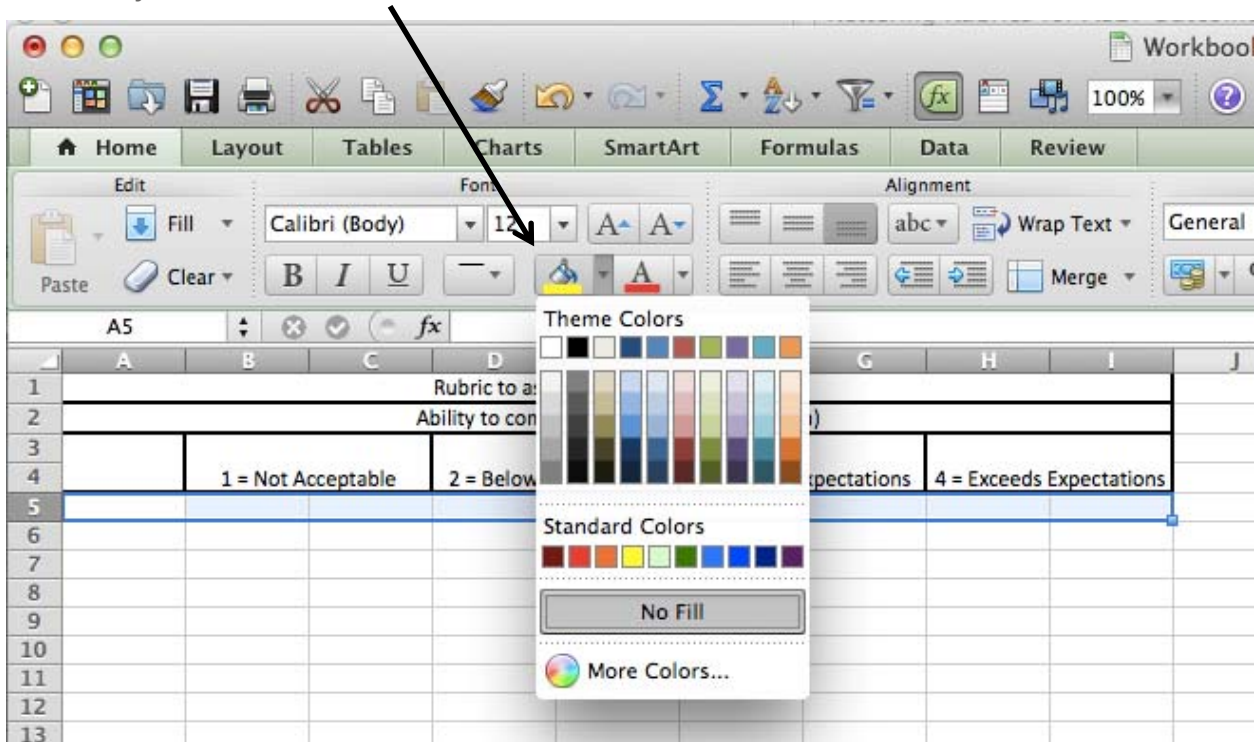 Workboo
100%
Home Layout Tables Charts SmartArt Formulas Data Review
Edit Font Alignment
Fill Calibri (Body) 12 A A abc Wrap Text General
Paste Clear B I U A Merge
A5 fx
Theme Colors
A B C D G H I J
1 Rubric to as
2 Ability to con )
3
4 1 = Not Acceptable 2 = Below pectations 4 = Exceeds Expectations
5
Standard Colors
6
7
8
No Fill
9
10
More Colors...
11
12
13